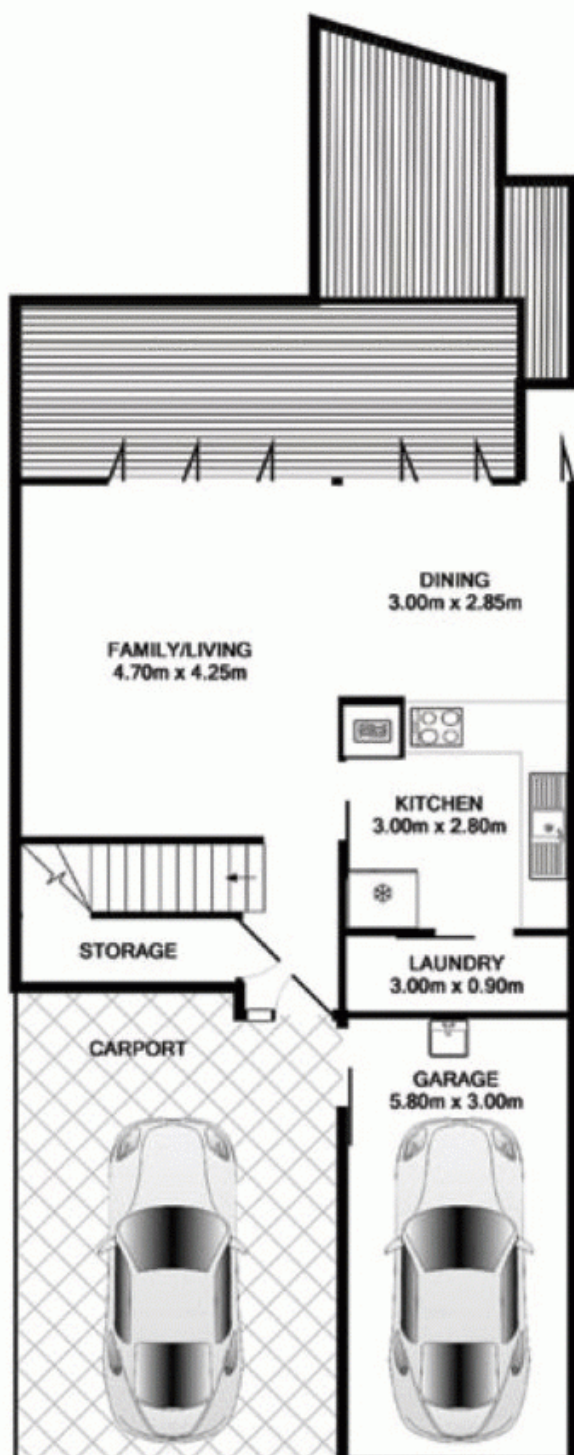 DINING
3.00m x 2.85m
FAMILY/LIVING
4.70m x 4.25m
KITCHEN
3.00m x 2.80m
STORAGE
LAUNDRY
3.00m x 0.90m
CARPORT
GARAGE
5.80m x 3.00m